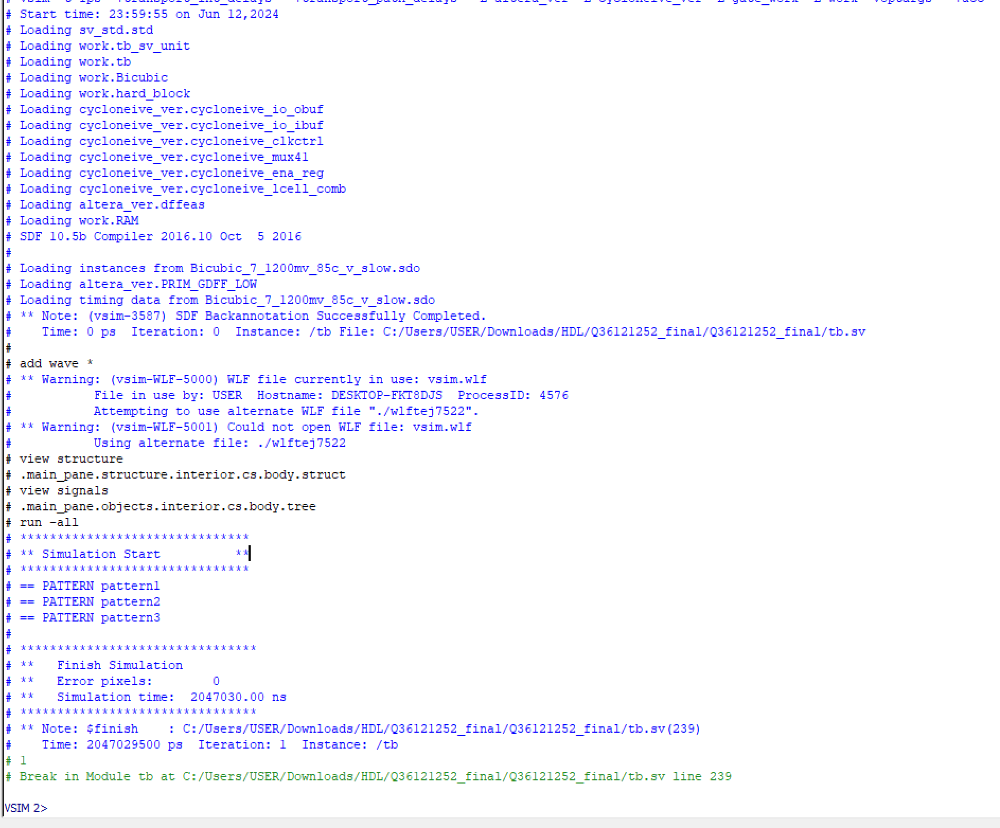 # Start time: 23:59:55 on Jun 12,2024
# Loading sv_std.std
# Loading work.tb_sv_unit
# Loading work.tb
# Loading work.Bicubic
# Loading work.hard_block
# Loading cycloneive_ver.cycloneive_io_obuf
# Loading cycloneive_ver.cycloneive_io_ibuf
# Loading cycloneive_ver.cycloneive_clkctrl
# Loading cycloneive_ver.cycloneive_mux41
# Loading cycloneive_ver.cycloneive_ena_reg
# Loading cycloneive_ver.cycloneive_lcell_comb
# Loading altera_ver.dffeas
# Loading work.RAM
# SDF 10.5b Compiler 2016.10 Oct  5 2016
#
# Loading instances from Bicubic_7_1200mv_85c_v_slow.sdo
# Loading altera_ver.PRIM_GDFF_LOW
# Loading timing data from Bicubic_7_1200mv_85c_v_slow.sdo
# ** Note: (vsim-3587) SDF Backannotation Successfully Completed.
#    Time: 0 ps  Iteration: 0  Instance: /tb File: C:/Users/USER/Downloads/HDL/Q36121252_final/Q36121252_final/tb.sv
#
# add wave *
# ** Warning: (vsim-WLF-5000) WLF file currently in use: vsim.wlf
#           File in use by: USER  Hostname: DESKTOP-FKT8DJS  ProcessID: 4576
#           Attempting to use alternate WLF file "./wlftej7522".
# ** Warning: (vsim-WLF-5001) Could not open WLF file: vsim.wlf
#           Using alternate file: ./wlftej7522
# view structure
# .main_pane.structure.interior.cs.body.struct
# view signals
# .main_pane.objects.interior.cs.body.tree
# run -all
# *******************************
# ** Simulation Start          **
# *******************************
# == PATTERN pattern1
# == PATTERN pattern2
# == PATTERN pattern3
#
# ********************************
# **   Finish Simulation
# **   Error pixels:        0
# **   Simulation time:  2047030.00 ns
# ********************************
# ** Note: $finish    : C:/Users/USER/Downloads/HDL/Q36121252_final/Q36121252_final/tb.sv(239)
#    Time: 2047029500 ps  Iteration: 1  Instance: /tb
# 1
# Break in Module tb at C:/Users/USER/Downloads/HDL/Q36121252_final/Q36121252_final/tb.sv line 239
VSIM 2>